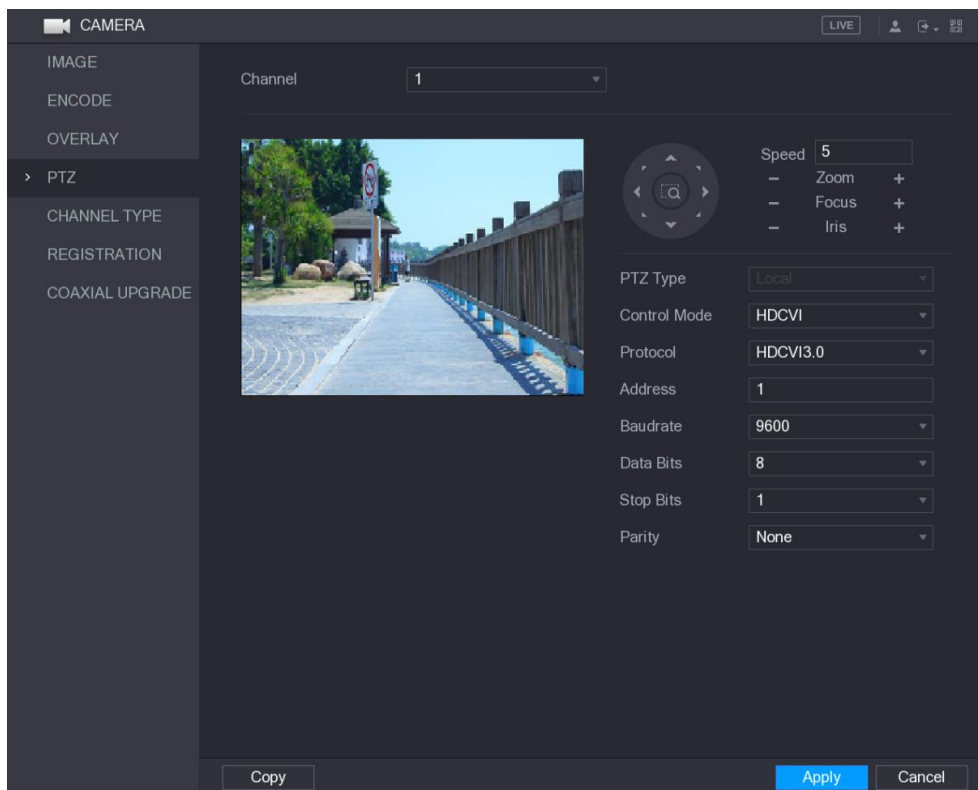 CAMERA
LIVE
IMAGE
ENCODE
OVERLAY
PTZ
CHANNEL TYPE
REGISTRATION
COAXIAL UPGRADE
Channel 1
Speed 5
Zoom
Focus
Iris
PTZ Type Local
Control Mode HDCVI
Protocol HDCVI3.0
Address 1
Baudrate 9600
Data Bits 8
Stop Bits 1
Parity None
Copy
Apply
Cancel